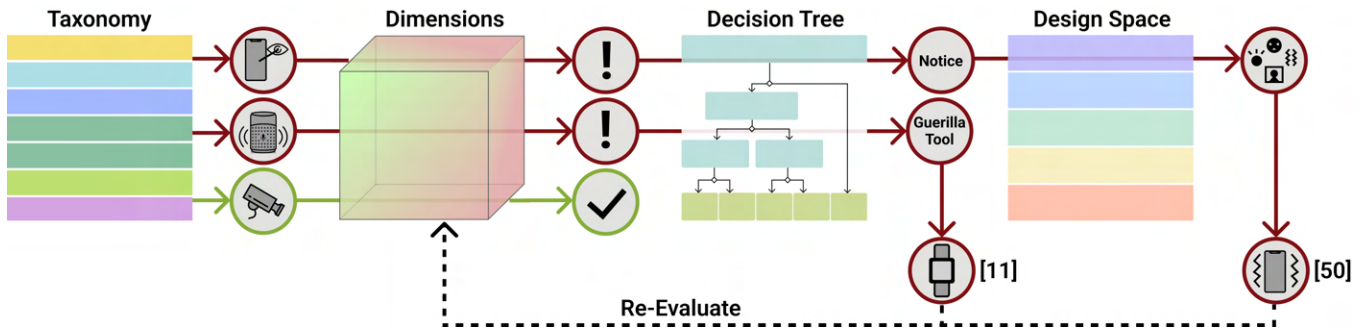 Taxonomy
Dimensions
Decision Tree
Design Space
!
Notice
!
Guerilla
Tool
[11]
[50]
Re-Evaluate